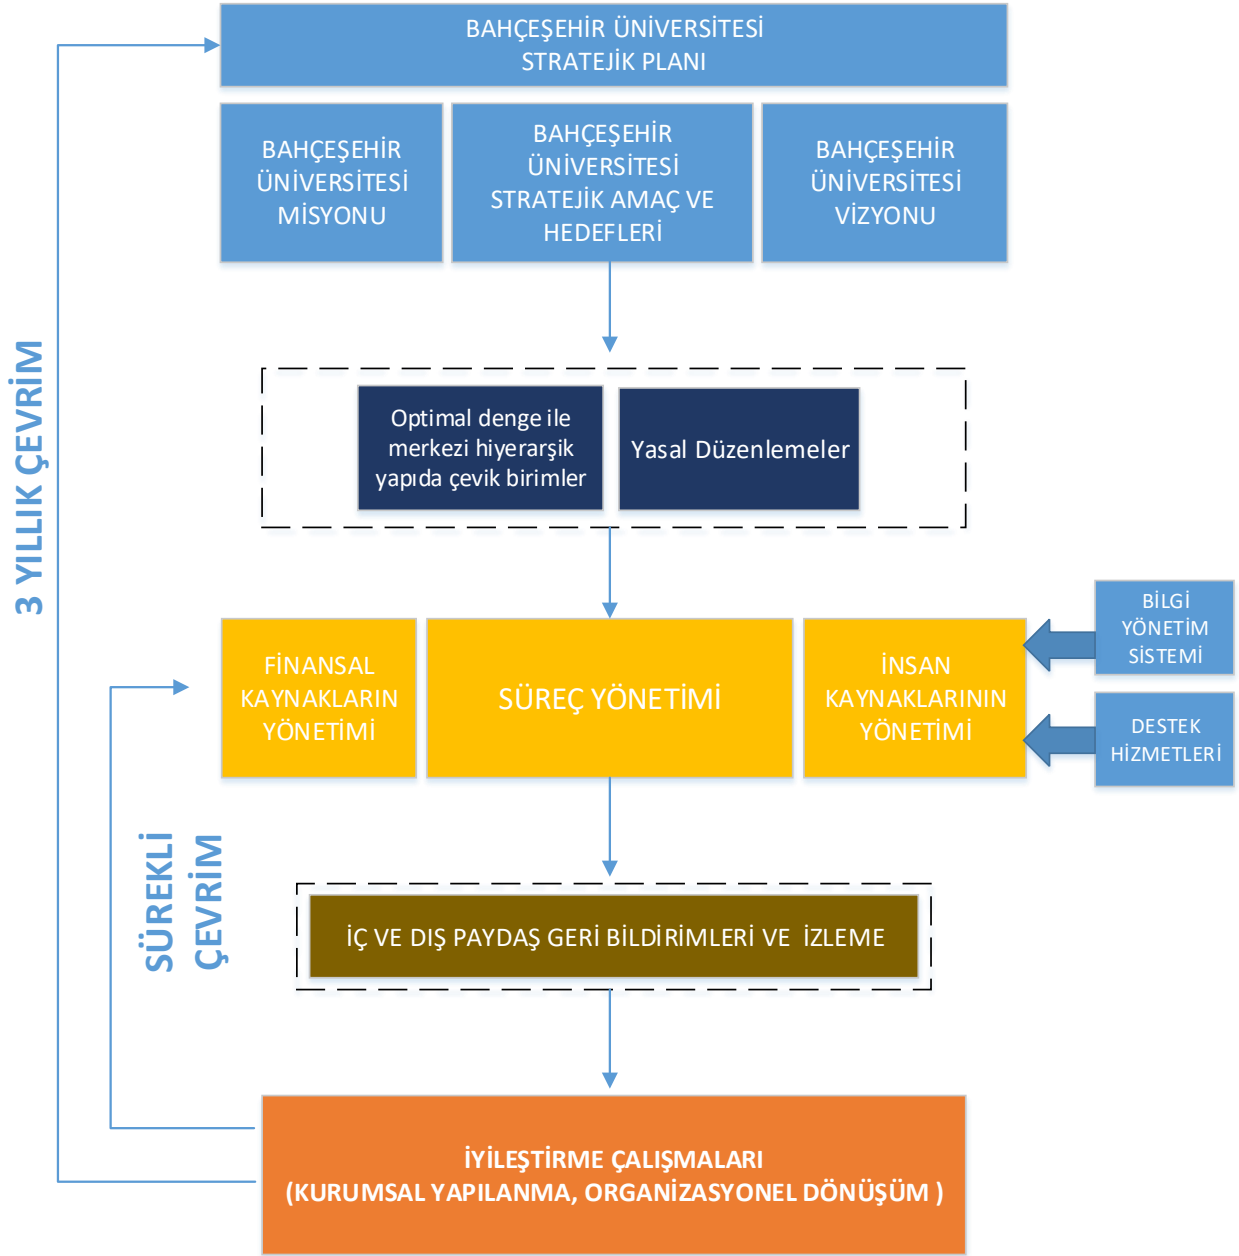 BAHÇEŞEHİR ÜNİVERSİTESİ
STRATEJİK PLANI
BAHÇEŞEHİR
ÜNİVERSİTESİ
MİSYONU
BAHÇEŞEHİR
ÜNİVERSİTESİ
STRATEJİK AMAÇ VE
HEDEFLERİ
BAHÇEŞEHİR
ÜNİVERSİTESİ
VİZYONU
3 YILLIK ÇEVRİM
Optimal denge ile
merkezi hiyerarşik
yapıda çevik birimler
Yasal Düzenlemeler
FİNANSAL
KAYNAKLARIN
YÖNETİMİ
SÜREÇ YÖNETİMİ
İNSAN
KAYNAKLARININ
YÖNETİMİ
BİLGİ
YÖNETİM
SİSTEMİ
DESTEK
HİZMETLERİ
SÜREKLİ
ÇEVRİM
İÇ VE DIŞ PAYDAŞ GERİ BİLDİRİMLERİ VE  İZLEME
İYİLEŞTİRME ÇALIŞMALARI
(KURUMSAL YAPILANMA, ORGANİZASYONEL DÖNÜŞÜM )